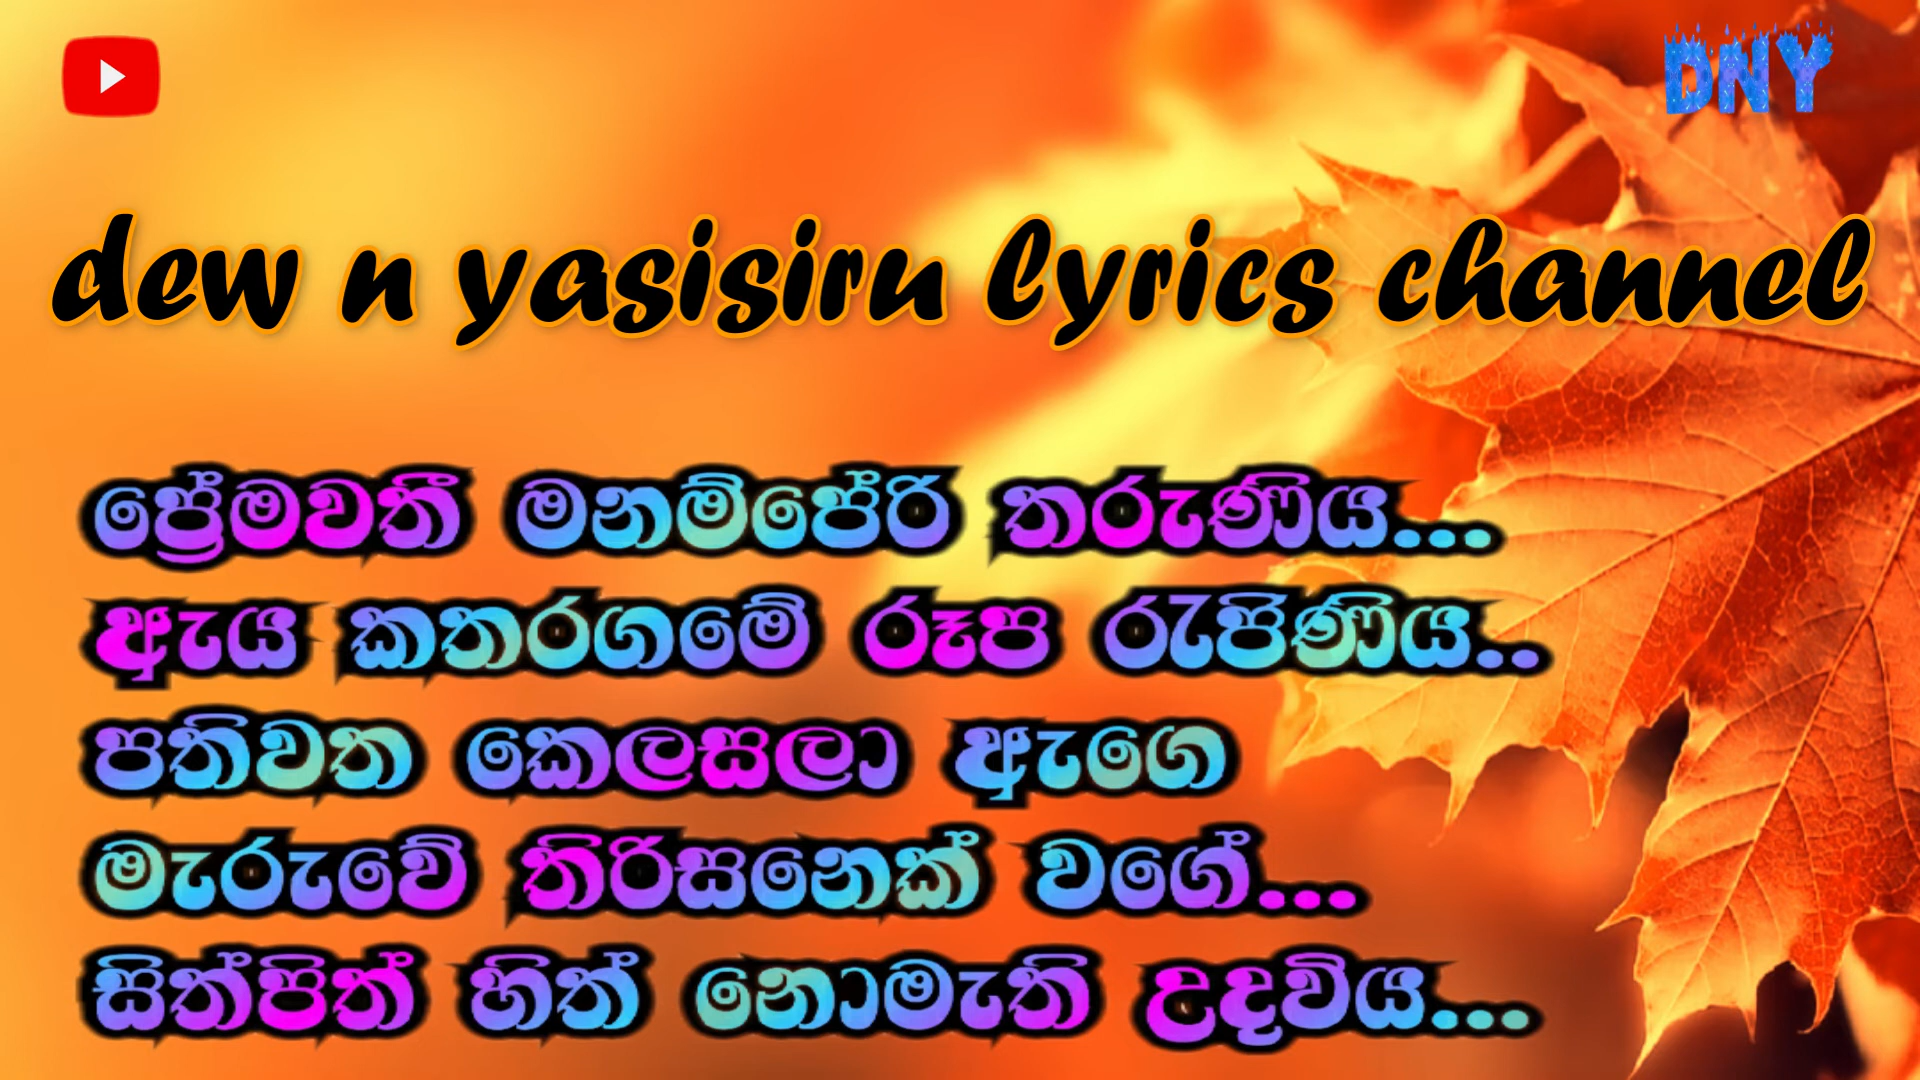 DNY
dew n yasisiru lyrics channel
ප්‍රේමවතී මනම්පේරි තරුණිය...
ඇය කතරගමේ රූප රැපිණිය..
පතිවත කෙලසලා ඇගෙ
මැරුවේ තිරිසනෙක් වගේ...
සිත්පිත් හිත් නොමැති උදවිය...